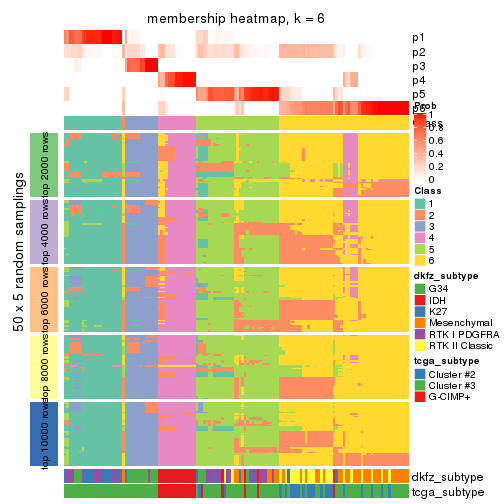 membership heatmap, k = 6
p1
p2
p3
p4
p5
Prob
1
0.8
0.6
0.4
0.2
0
Class
1
2
3
4
5
6
dkfz_subtype
G34
IDH
K27
Mesenchymal
RTK I PDGFRA
RTK II Classic
tcga_subtype
Cluster #2
Cluster #3
G-CIMP+
50 x 5 random samplings
top 2000 rows
top 4000 rows
top 6000 rows
top 8000 rows
top 10000 rows
dkfz_subtype
tcga_subtype